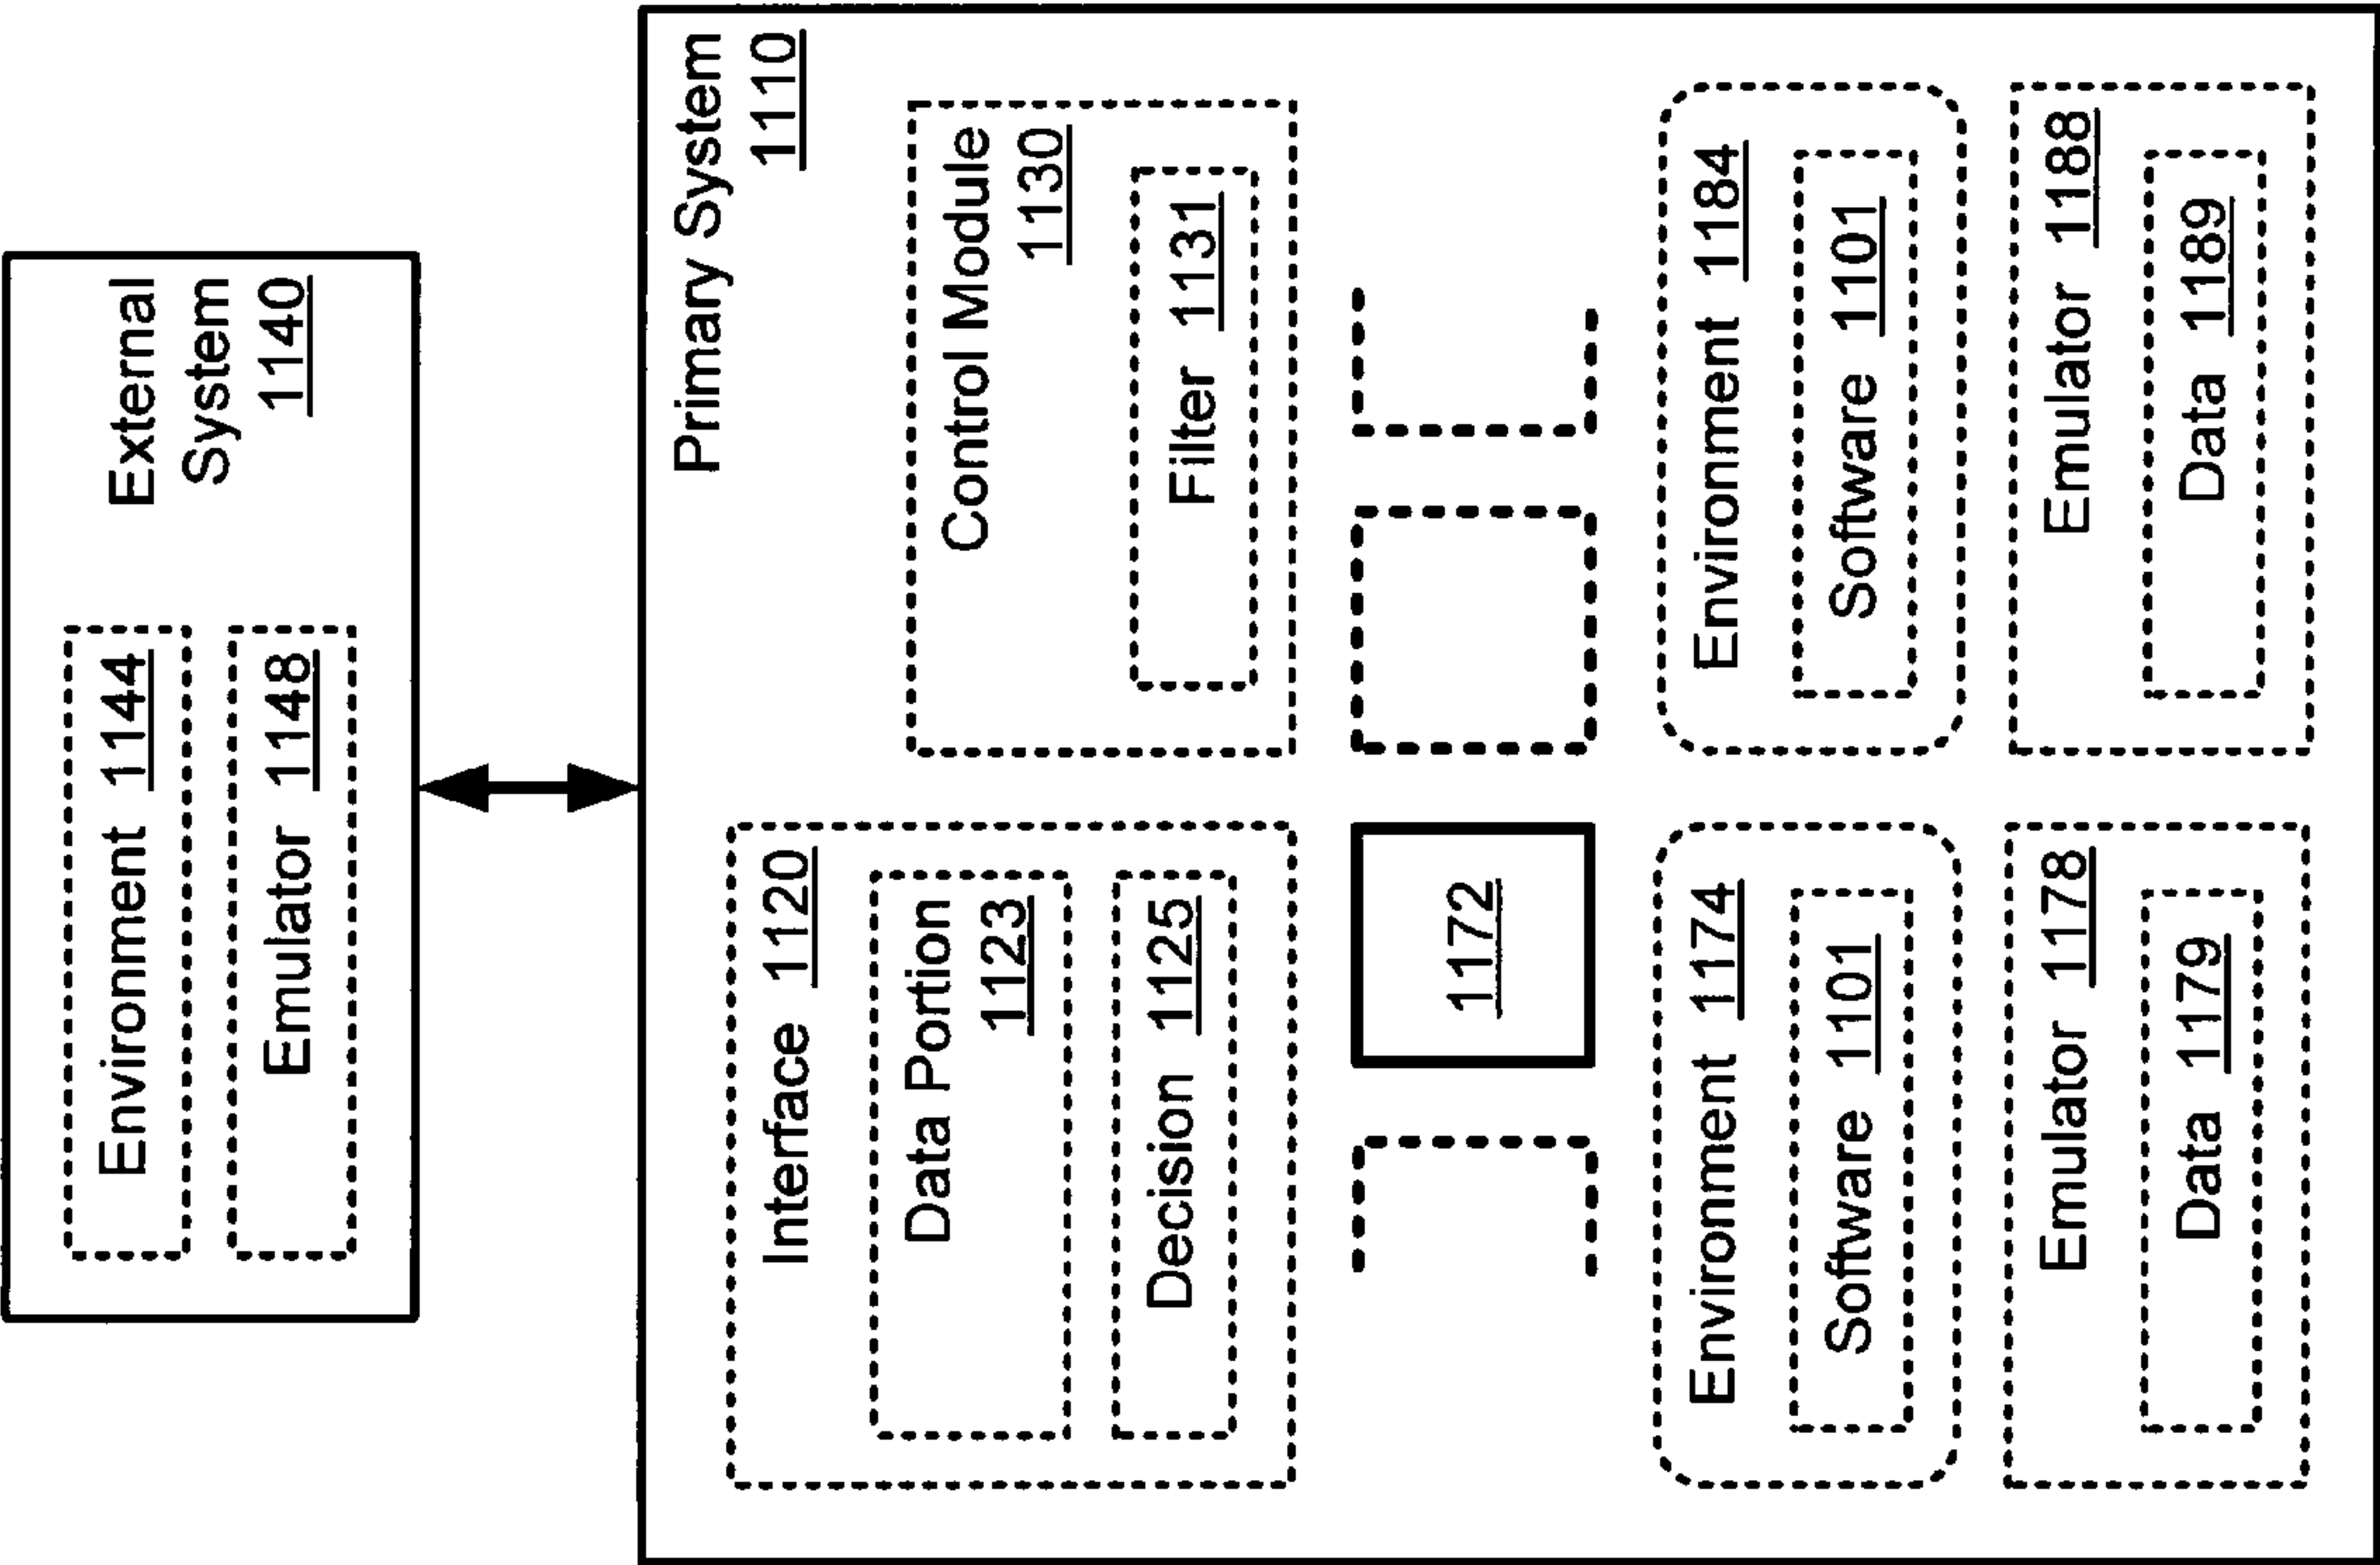 External
System
1140
Environment 1144
Emulator 1148
Primary System
1110
Interface 1120
Data Portion
1123
Decision 1125
Control Module
1130
Filter 1131
1172
Environment 1174
Software 1101
Environment 1184
Software 1101
Emulator 1178
Data 1179
Emulator 1188
Data 1189